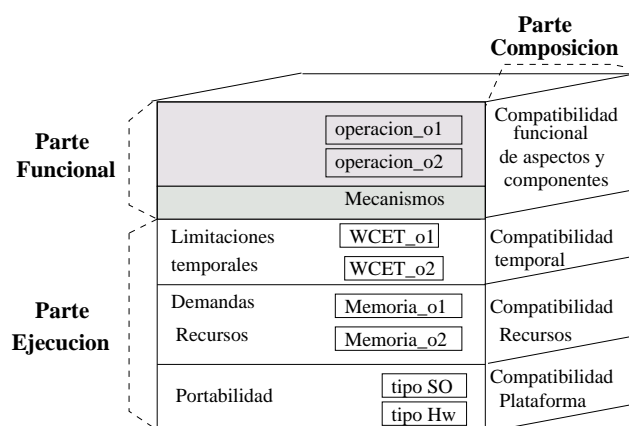 Parte
Composicion
Parte
Funcional
operacion_o1
operacion_o2
Mecanismos
Compatibilidad
funcional
de aspectos y
componentes
Parte
Ejecucion
Limitaciones
temporales
WCET_o1
WCET_o2
Compatibilidad
temporal
Demandas
Recursos
Memoria_o1
Memoria_o2
Compatibilidad
Recursos
Portabilidad
tipo SO
tipo Hw
Compatibilidad
Plataforma